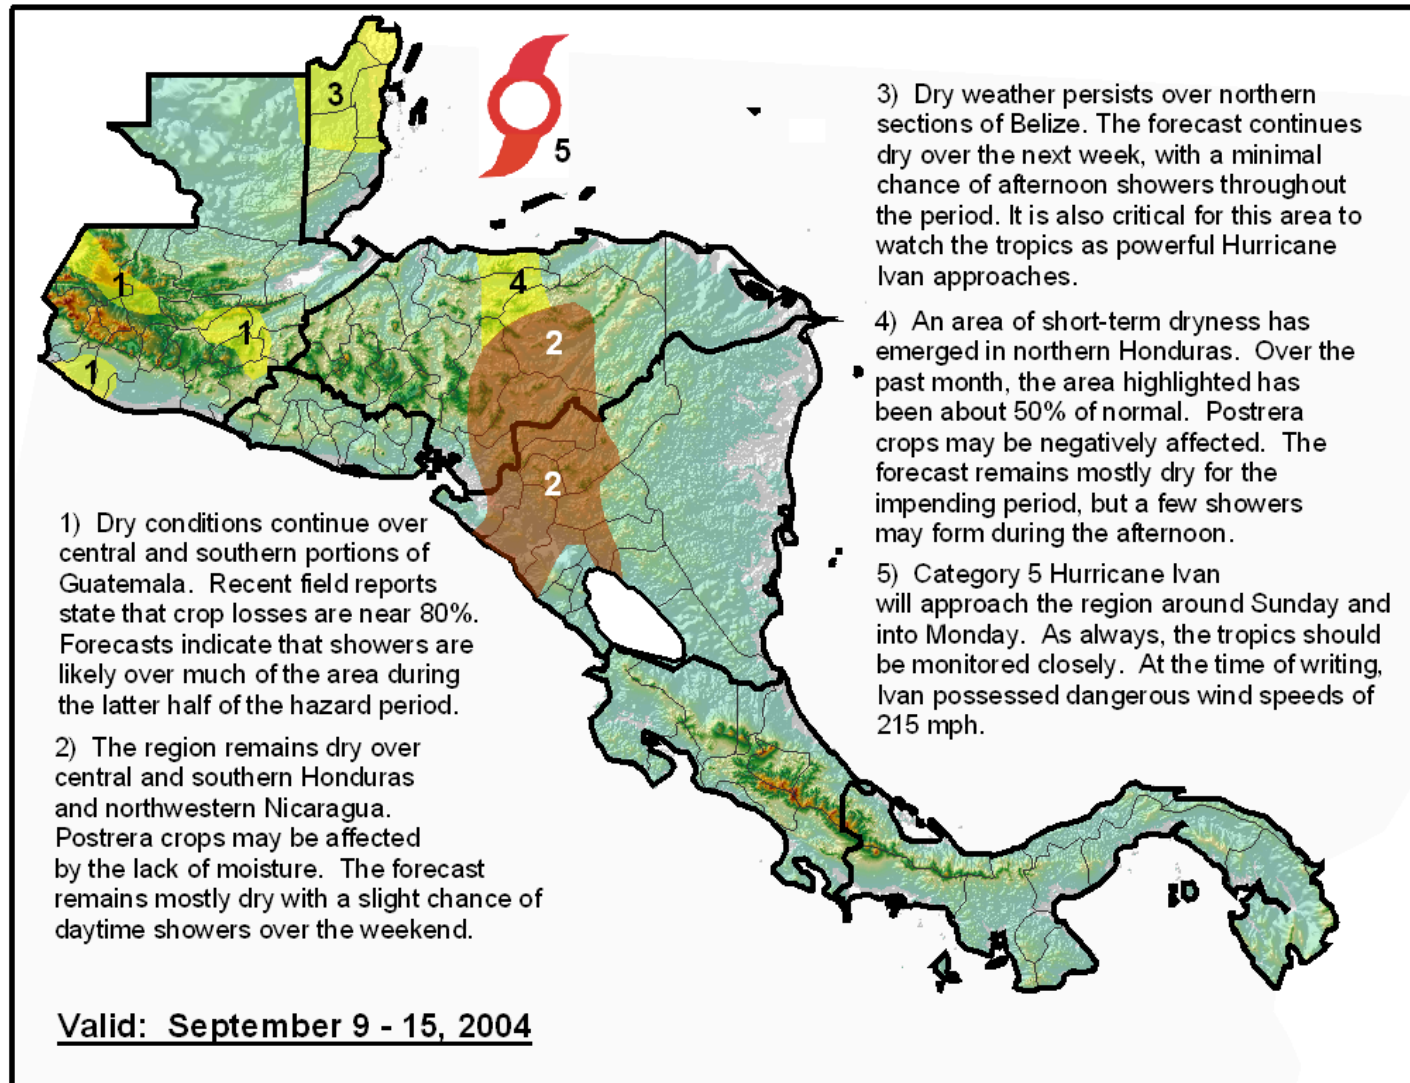 3
5
1
1
1
4
2
2
1)  Dry conditions continue over
central and southern portions of
Guatemala.  Recent field reports
state that crop losses are near 80%.
Forecasts indicate that showers are
likely over much of the area during
the latter half of the hazard period.
2)  The region remains dry over
central and southern Honduras
and northwestern Nicaragua.
Postrera crops may be affected
by the lack of moisture.  The forecast
remains mostly dry with a slight chance of
daytime showers over the weekend.
3)  Dry weather persists over northern
sections of Belize. The forecast continues
dry over the next week, with a minimal
chance of afternoon showers throughout
the period. It is also critical for this area to
watch the tropics as powerful Hurricane
Ivan approaches.
4)  An area of short-term dryness has
emerged in northern Honduras.  Over the
past month, the area highlighted has
been about 50% of normal.  Postrera
crops may be negatively affected.  The
forecast remains mostly dry for the
impending period, but a few showers
may form during the afternoon.
5)  Category 5 Hurricane Ivan
will approach the region around Sunday and
into Monday.  As always, the tropics should
be monitored closely.  At the time of writing,
Ivan possessed dangerous wind speeds of
215 mph.
Valid:  September 9 - 15, 2004